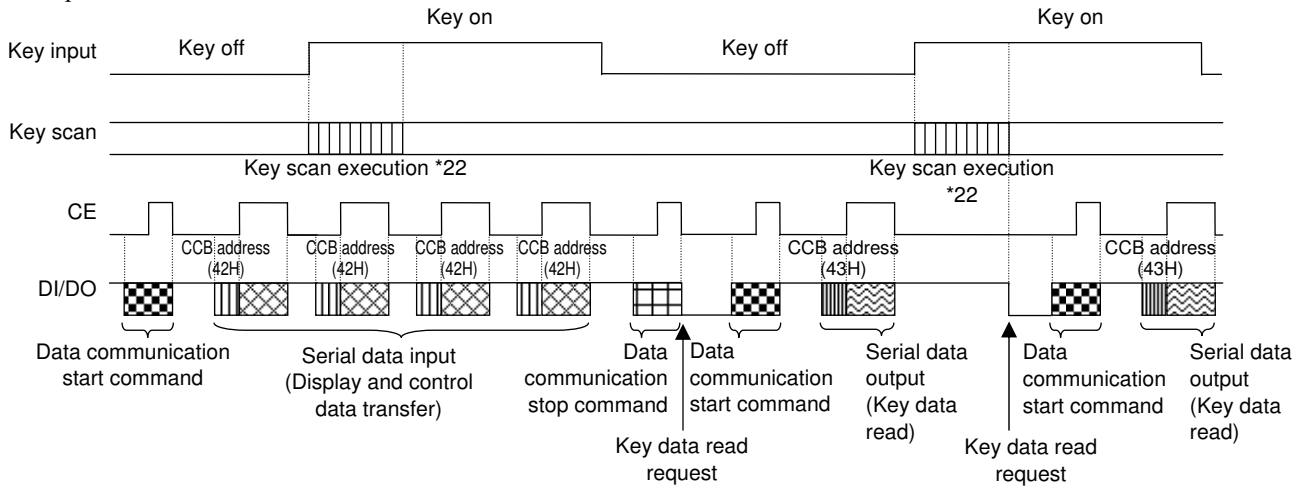 Key on
Key on
Key input
Key off
Key off
Key scan
Key scan execution *22
Key scan execution
*22
CE
CCB address
(42H)
CCB address
(42H)
CCB address
(42H)
CCB address
(42H)
CCB address
(43H)
CCB address
(43H)
DI/DO
Data communication
start command
Serial data input
(Display and control
data transfer)
Data
communication
stop command
Data
communication
start command
Serial data
output
(Key data
read)
Data
communication
start command
Serial data
output
(Key data
read)
Key data read
request
Key data read
request